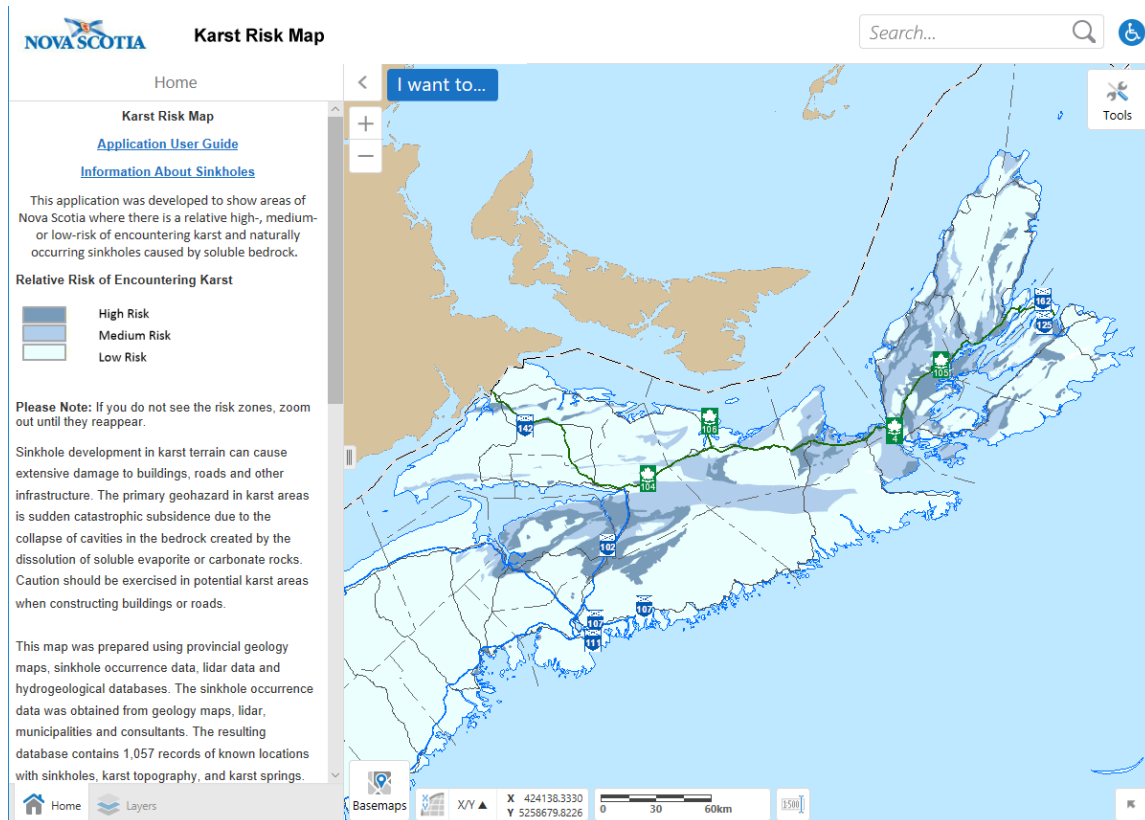 NOVA SCOTIA
Karst Risk Map
Search...
Home
I want to...
Tools
Karst Risk Map
Application User Guide
Information About Sinkholes
This application was developed to show areas of
Nova Scotia where there is a relative high-, medium-
or low-risk of encountering karst and naturally
occurring sinkholes caused by soluble bedrock.
Relative Risk of Encountering Karst
High Risk
Medium Risk
Low Risk
Please Note: If you do not see the risk zones, zoom
out until they reappear.
Sinkhole development in karst terrain can cause
extensive damage to buildings, roads and other
infrastructure. The primary geohazard in karst areas
is sudden catastrophic subsidence due to the
collapse of cavities in the bedrock created by the
dissolution of soluble evaporite or carbonate rocks.
Caution should be exercised in potential karst areas
when constructing buildings or roads.
This map was prepared using provincial geology
maps, sinkhole occurrence data, lidar data and
hydrogeological databases. The sinkhole occurrence
data was obtained from geology maps, lidar,
municipalities and consultants. The resulting
database contains 1,057 records of known locations
with sinkholes, karst topography, and karst springs.
Home
Layers
162
125
105
4
106
142
104
102
107
107
111
Basemaps
X/Y
X 424138.3330
Y 5258679.8226
0 30 60km
1500